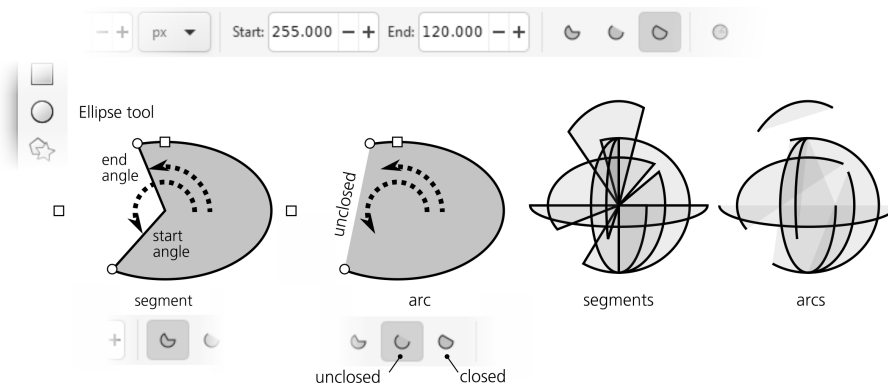 px
Start: 255.000
End: 120.000
Ellipse tool
end
angle
start
angle
unclosed
segment
arc
segments
arcs
unclosed
closed